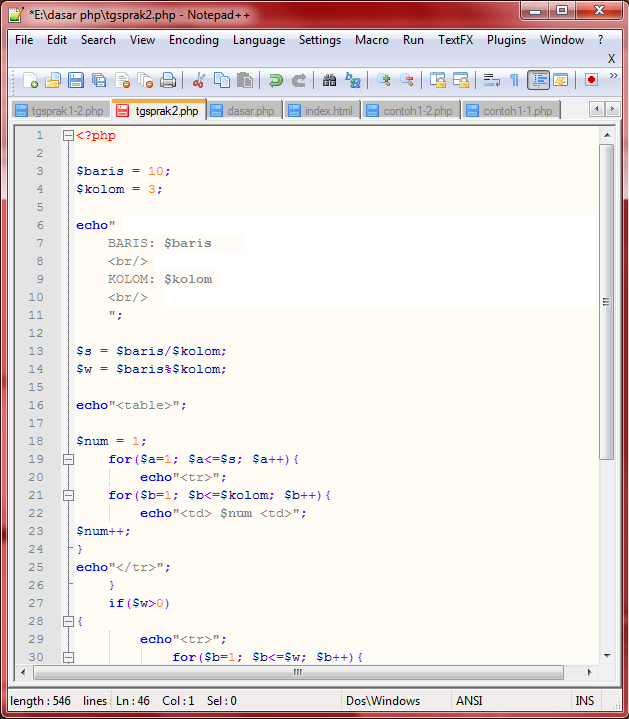 *E:\dasar php\tgsprak2.php - Notepad++
File Edit Search View Encoding Language Settings Macro Run TextFX Plugins Window ?
X
tgsprak1-2.php tgsprak2.php dasar.php index.html contoh1-2.php contoh1-1.php
1 <?php
2
3 $baris = 10;
4 $kolom = 3;
5
6 echo"
7 BARIS: $baris
8 <br/>
9 KOLOM: $kolom
10 <br/>
11 ";
12
13 $s = $baris/$kolom;
14 $w = $baris%$kolom;
15
16 echo"<table>";
17
18 $num = 1;
19 for($a=1; $a<=$s; $a++){
20 echo"<tr>";
21 for($b=1; $b<=$kolom; $b++){
22 echo"<td> $num <td>";
23 $num++;
24 }
25 echo"</tr>";
26 }
27 if($w>0)
28 {
29 echo"<tr>";
30 for($b=1; $b<=$w; $b++){
length : 546 lines Ln : 46 Col : 1 Sel : 0 Dos\Windows ANSI INS